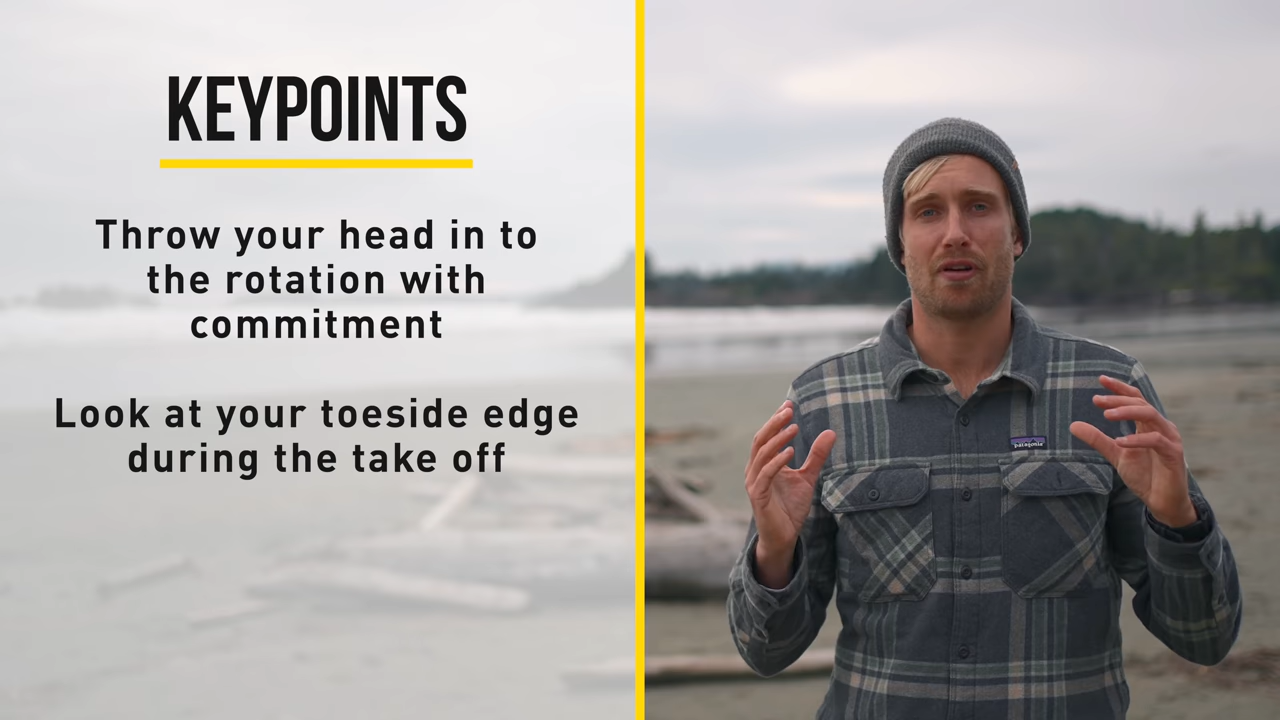 KEYPOINTS
Throw your head in to
the rotation with
commitment
Look at your toeside edge
during the take off
patagonia